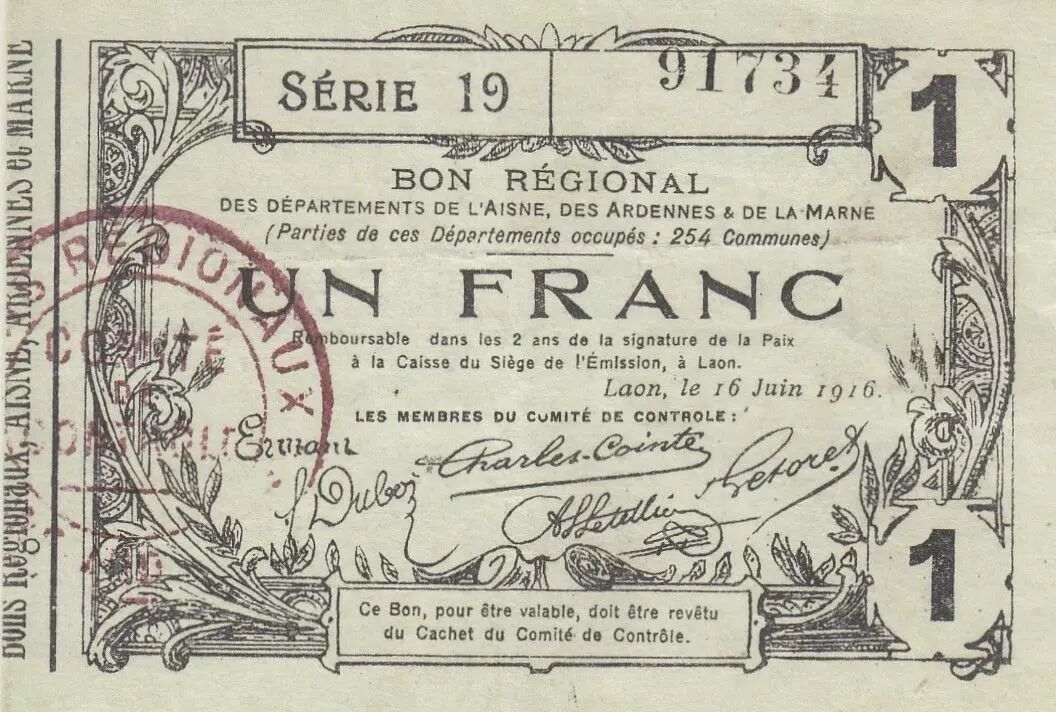 SÉRIE 19
91734
1
BON RÉGIONAL
DES DÉPARTEMENTS DE L'AISNE, DES ARDENNES & DE LA MARNE
(Parties de ces Départements occupés : 254 Communes)
UN FRANC
Remboursable dans les 2 ans de la signature de la Paix
à la Caisse du Siège de l'Émission, à Laon.
Laon, le 16 Juin 1916.
LES MEMBRES DU COMITÉ DE CONTROLE :
Ermant
Charles-Cointe
1
Ce Bon, pour être valable, doit être revêtu
du Cachet du Comité de Contrôle.
Bons Régionaux, AISNE, ARDENNES et MARNE
RÉGIONAUX
COMITÉ
DE